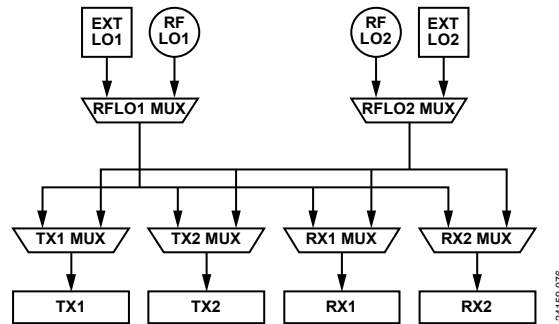 EXT
LO1
RF
LO1
RF
LO2
EXT
LO2
RFLO1 MUX
RFLO2 MUX
TX1 MUX
TX2 MUX
RX1 MUX
RX2 MUX
TX1
TX2
RX1
RX2